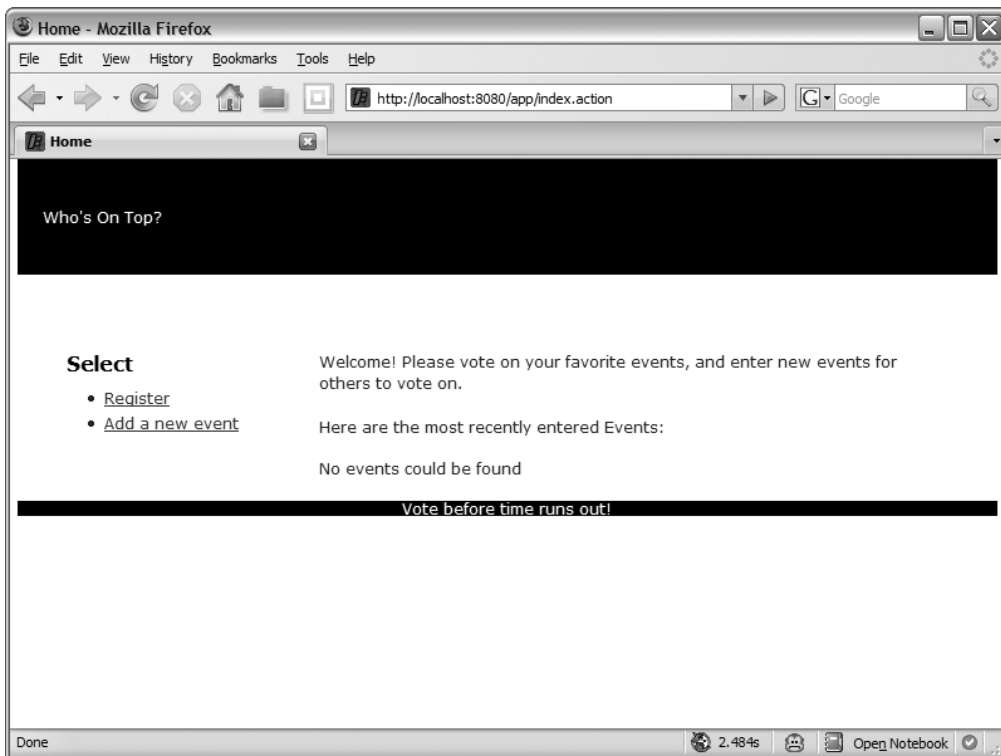 Home - Mozilla Firefox
File Edit View History Bookmarks Tools Help
http://localhost:8080/app/index.action
G Google
Home
Who's On Top?
Select
Register
Add a new event
Welcome! Please vote on your favorite events, and enter new events for
others to vote on.
Here are the most recently entered Events:
No events could be found
Vote before time runs out!
Done 2.484s Open Notebook